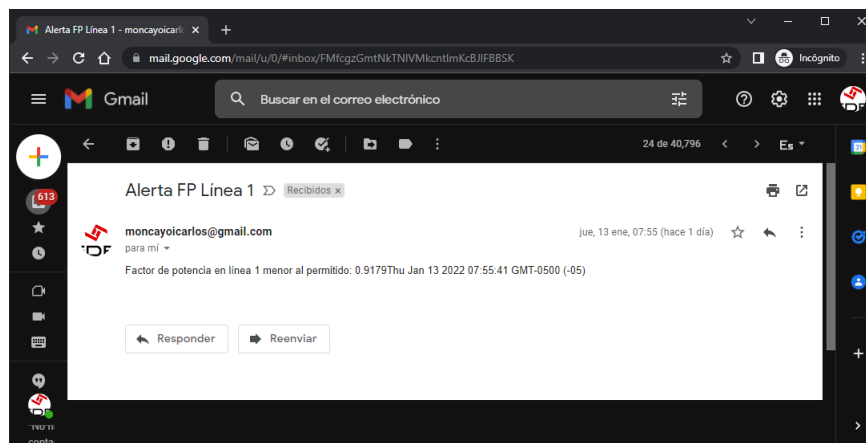 Alerta FP Línea 1 - moncayoicarl
mail.google.com/mail/u/0/#inbox/FMfcgzGmtNkTNlVMkcntlmKcBJlFBBSK
Incógnito
Gmail
Buscar en el correo electrónico
24 de 40,796
Es
613
31
Alerta FP Línea 1
Recibidos x
moncayoicarlos@gmail.com
jue, 13 ene, 07:55 (hace 1 día)
para mí
Factor de potencia en línea 1 menor al permitido: 0.9179Thu Jan 13 2022 07:55:41 GMT-0500 (-05)
Responder
Reenviar